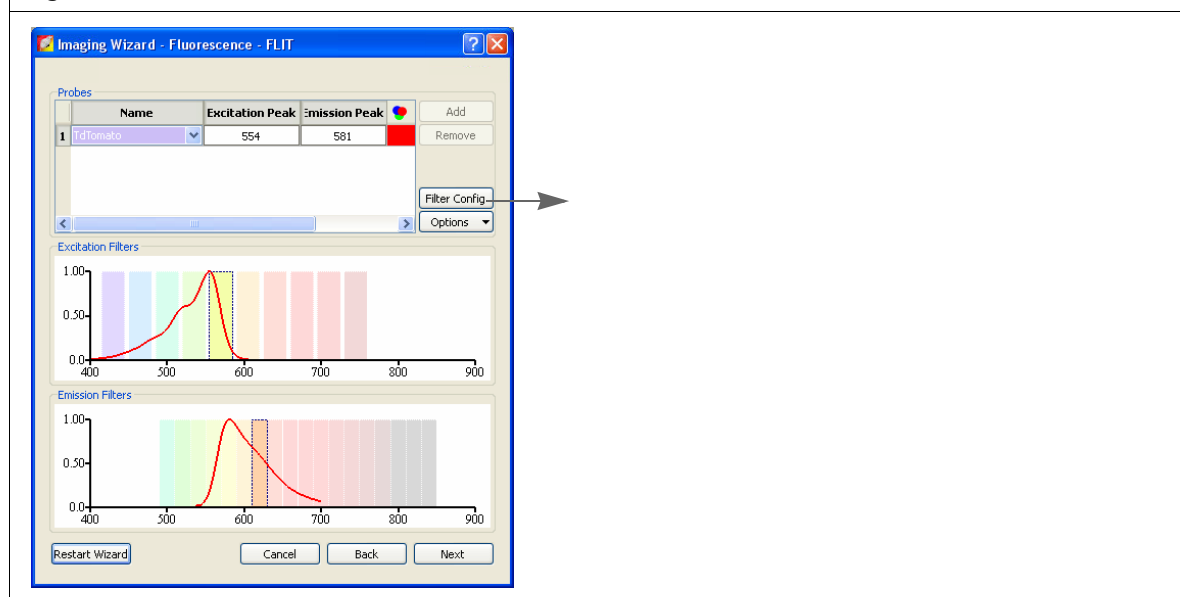 Imaging Wizard - Fluorescence - FLIT
Probes
Name Excitation Peak Emission Peak
Add
1 TdTomato 554 581
Remove
Filter Config
Options
Excitation Filters
1.00
0.50
0.0
400 500 600 700 800 900
Emission Filters
1.00
0.50
0.0
400 500 600 700 800 900
Restart Wizard Cancel Back Next